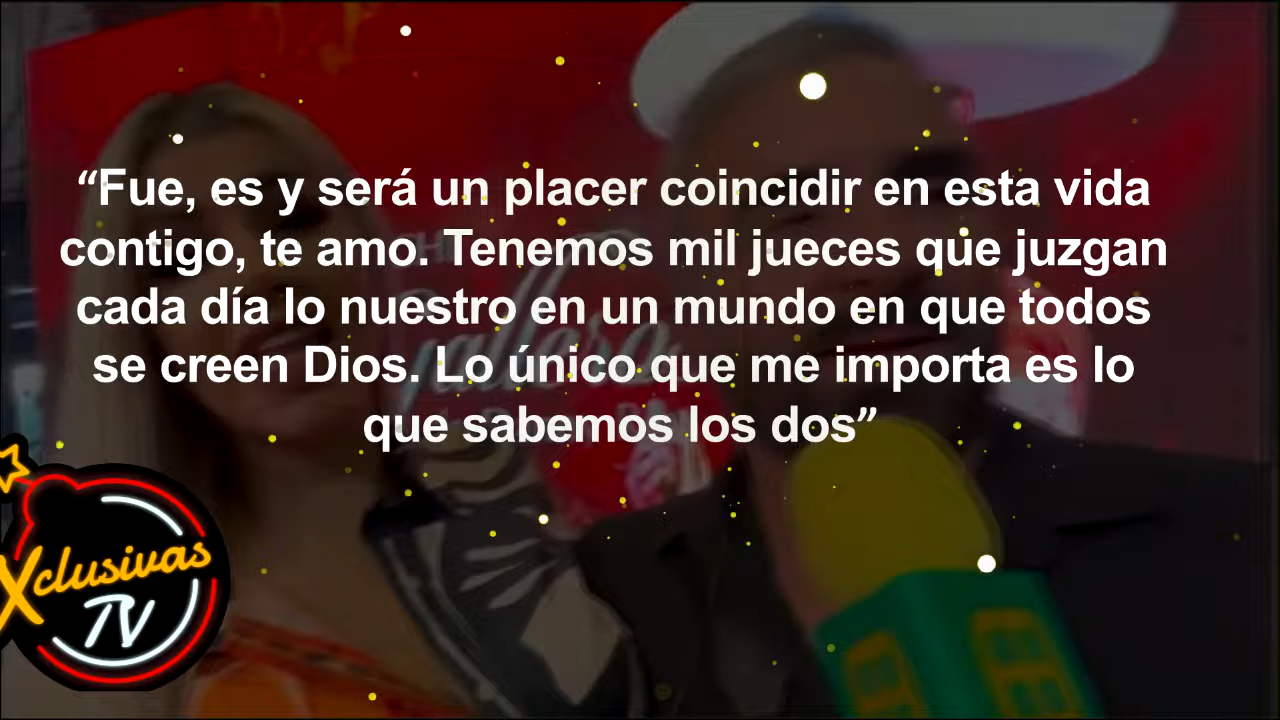 “Fue, es y será un placer coincidir en esta vida
contigo, te amo. Tenemos mil jueces que juzgan
cada día lo nuestro en un mundo en que todos
se creen Dios. Lo único que me importa es lo
que sabemos los dos”
Xclusivas
TV